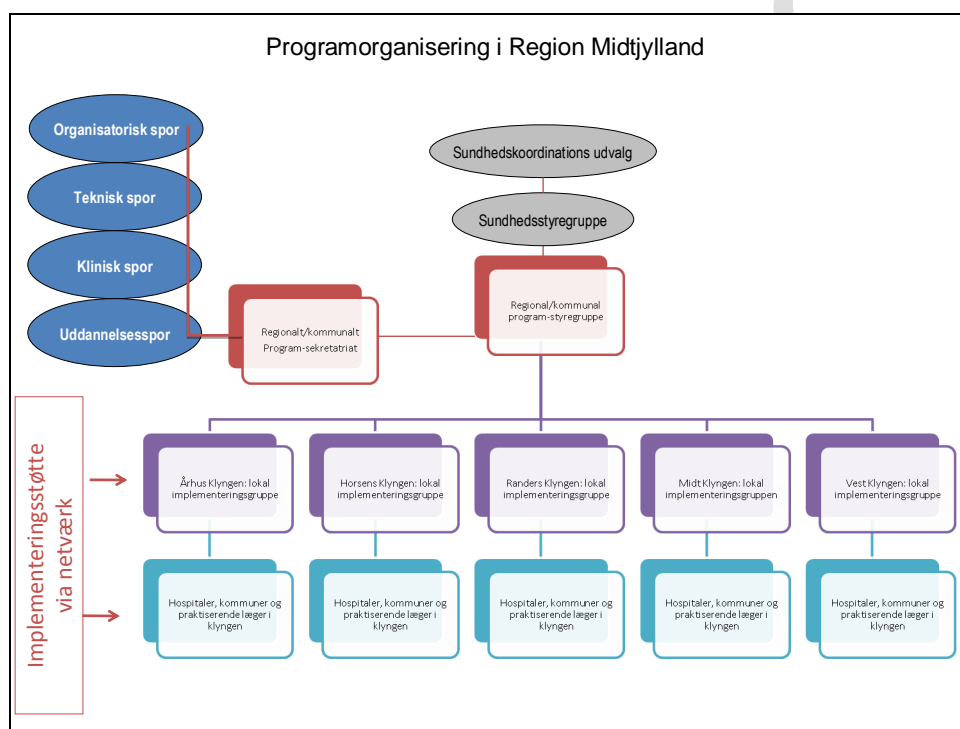 Programorganisering i Region Midtjylland
Organisatorisk spor
Teknisk spor
Klinisk spor
Uddannelsesspor
Sundhedskoordinations udvalg
Sundhedsstyregruppe
Regional/kommunal
program-styregruppe
Regionalt/kommunalt
Program-sekretatriat
Implementeringsstøtte
via netværk
Århus Klyngen: lokal
implementeringsgruppe
Horsens Klyngen: lokal
implementeringsgruppe
Randers Klyngen: lokal
implementeringsgruppe
Midt Klyngen: lokal
implementeringsgruppen
Vest Klyngen: lokal
implementeringsgruppe
Hospitaler, kommuner og
praktiserende læger i
klyngen
Hospitaler, kommuner og
praktiserende læger i
klyngen
Hospitaler, kommuner og
praktiserende læger i
klyngen
Hospitaler, kommuner og
praktiserende læger i
klyngen
Hospitaler, kommuner og
praktiserende læger i
klyngen